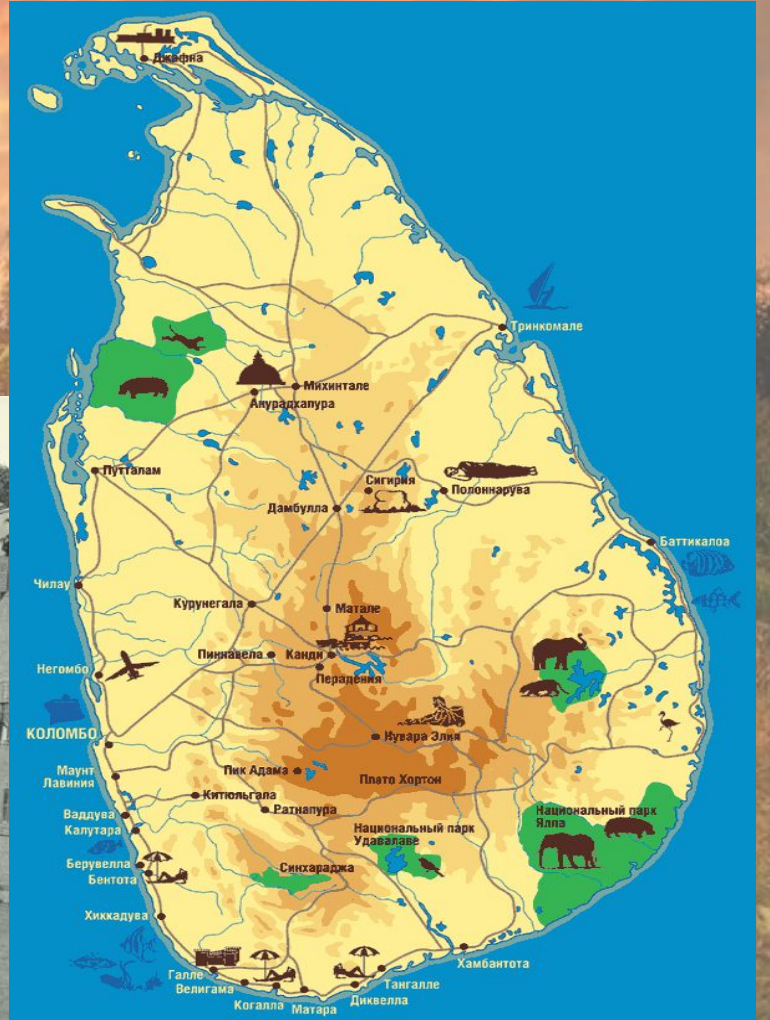 Джафна
Тринкомале
Михинтале
Анурадхапура
Путталам
Сигирия
Полоннарува
Дамбулла
Баттикалоа
Чилау
Курунегала
Матале
Пиннавела
Канди
Перадения
Негомбо
КОЛОМБО
Нувара Элия
Пик Адама
Плато Хортон
Маунт
Лавиния
Китюльгала
Ратнапура
Национальный парк
Ялла
Ваддува
Калутара
Национальный парк
Удавалаве
Берувелла
Бентота
Синхараджа
Хиккадува
Хамбантота
Галле
Велигама
Когалла
Матара
Диквелла
Тангалле